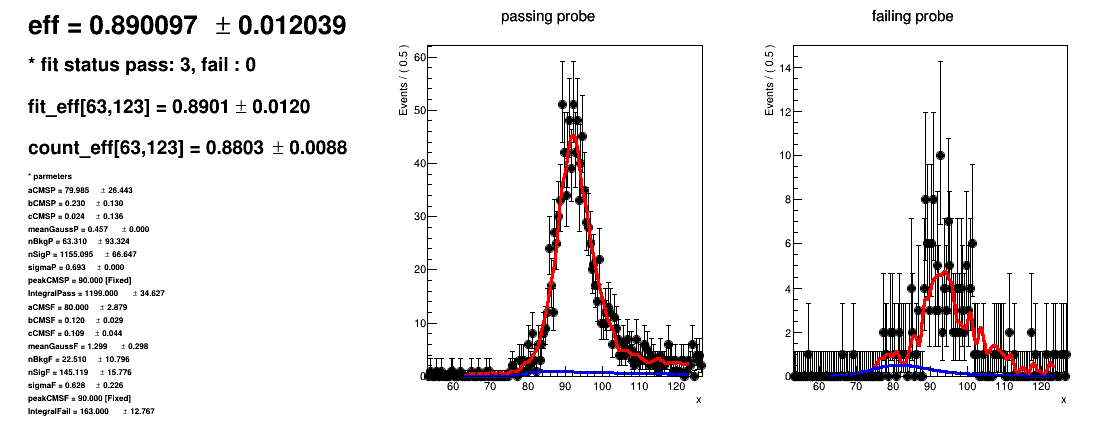 eff = 0.890097 ± 0.012039
* fit status pass: 3, fail : 0
fit_eff[63,123] = 0.8901 ± 0.0120
count_eff[63,123] = 0.8803 ± 0.0088
* parmeters
aCMSP = 79.985 ± 26.443
bCMSP = 0.230 ± 0.130
cCMSP = 0.024 ± 0.136
meanGaussP = 0.457 ± 0.000
nBkgP = 63.310 ± 93.324
nSigP = 1155.095 ± 66.647
sigmaP = 0.693 ± 0.000
peakCMSP = 90.000 [Fixed]
IntegralPass = 1199.000 ± 34.627
aCMSF = 80.000 ± 2.879
bCMSF = 0.120 ± 0.029
cCMSF = 0.109 ± 0.044
meanGaussF = 1.299 ± 0.298
nBkgF = 22.510 ± 10.796
nSigF = 145.119 ± 15.776
sigmaF = 0.628 ± 0.226
peakCMSF = 90.000 [Fixed]
IntegralFail = 163.000 ± 12.767
passing probe
Events / ( 0.5 )
60
50
40
30
20
10
0
60 70 80 90 100 110 120
x
failing probe
Events / ( 0.5 )
14
12
10
8
6
4
2
0
60 70 80 90 100 110 120
x